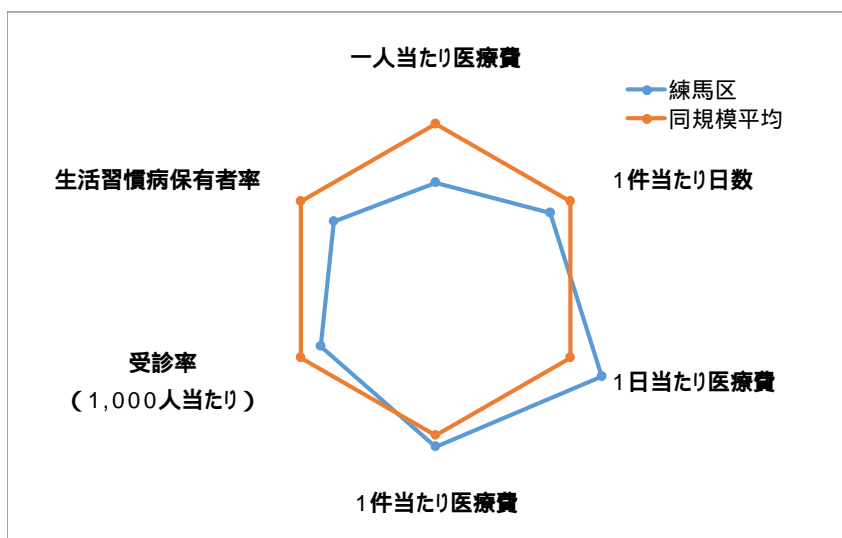 一人当たり医療費
練馬区
同規模平均
生活習慣病保有者率
1件当たり日数
受診率
(1,000人当たり)
1日当たり医療費
1件当たり医療費